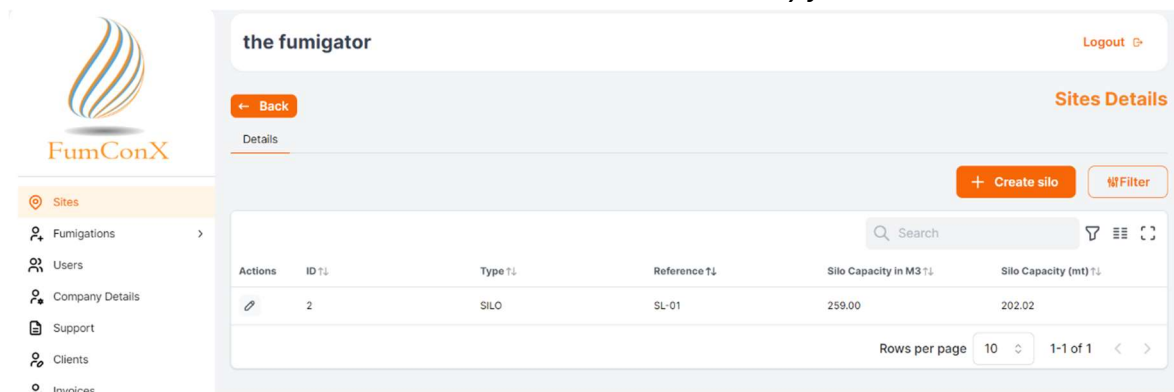 the fumigator
Logout
← Back
Sites Details
Details
FumConX
+ Create silo
Filter
Sites
Fumigations >
Users
Company Details
Support
Clients
Invoices
Search
Actions ID↑↓ Type↑↓ Reference↑↓ Silo Capacity in M3↑↓ Silo Capacity (mt)↑↓
2 SILO SL-01 259.00 202.02
Rows per page 10 1-1 of 1 < >